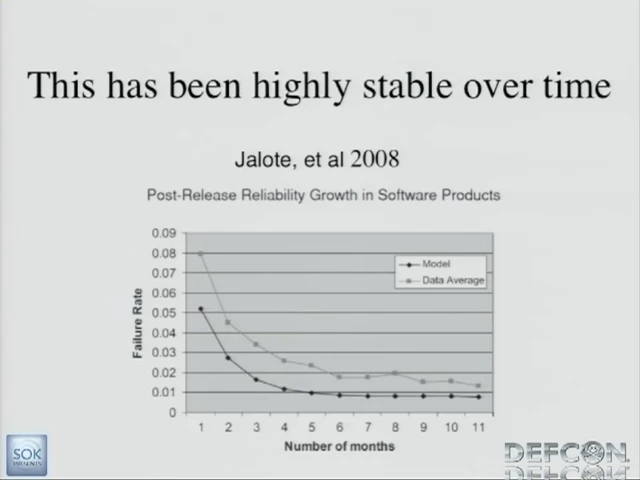 This has been highly stable over time
Jalote, et al 2008
Post-Release Reliability Growth in Software Products
0.09
0.08
0.07
0.06
0.05
0.04
0.03
0.02
0.01
0
Failure Rate
Model
Data Average
1 2 3 4 5 6 7 8 9 10 11
Number of months
SOK
PRESENTS
DEFCON.